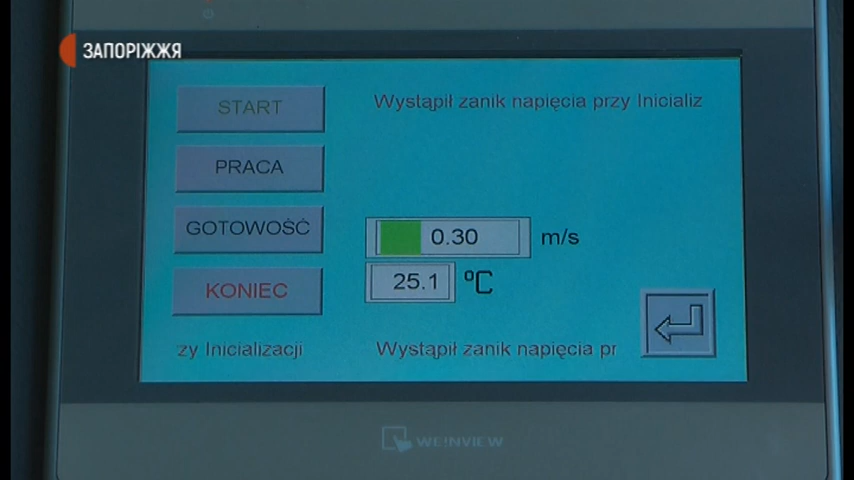 ЗАПОРІЖЖЯ
START
Wystąpił zanik napięcia przy Inicializ
PRACA
GOTOWOŚĆ
0.30 m/s
KONIEC
25.1 ºC
zy Inicializacji
Wystąpił zanik napięcia pr
WEINVIEW